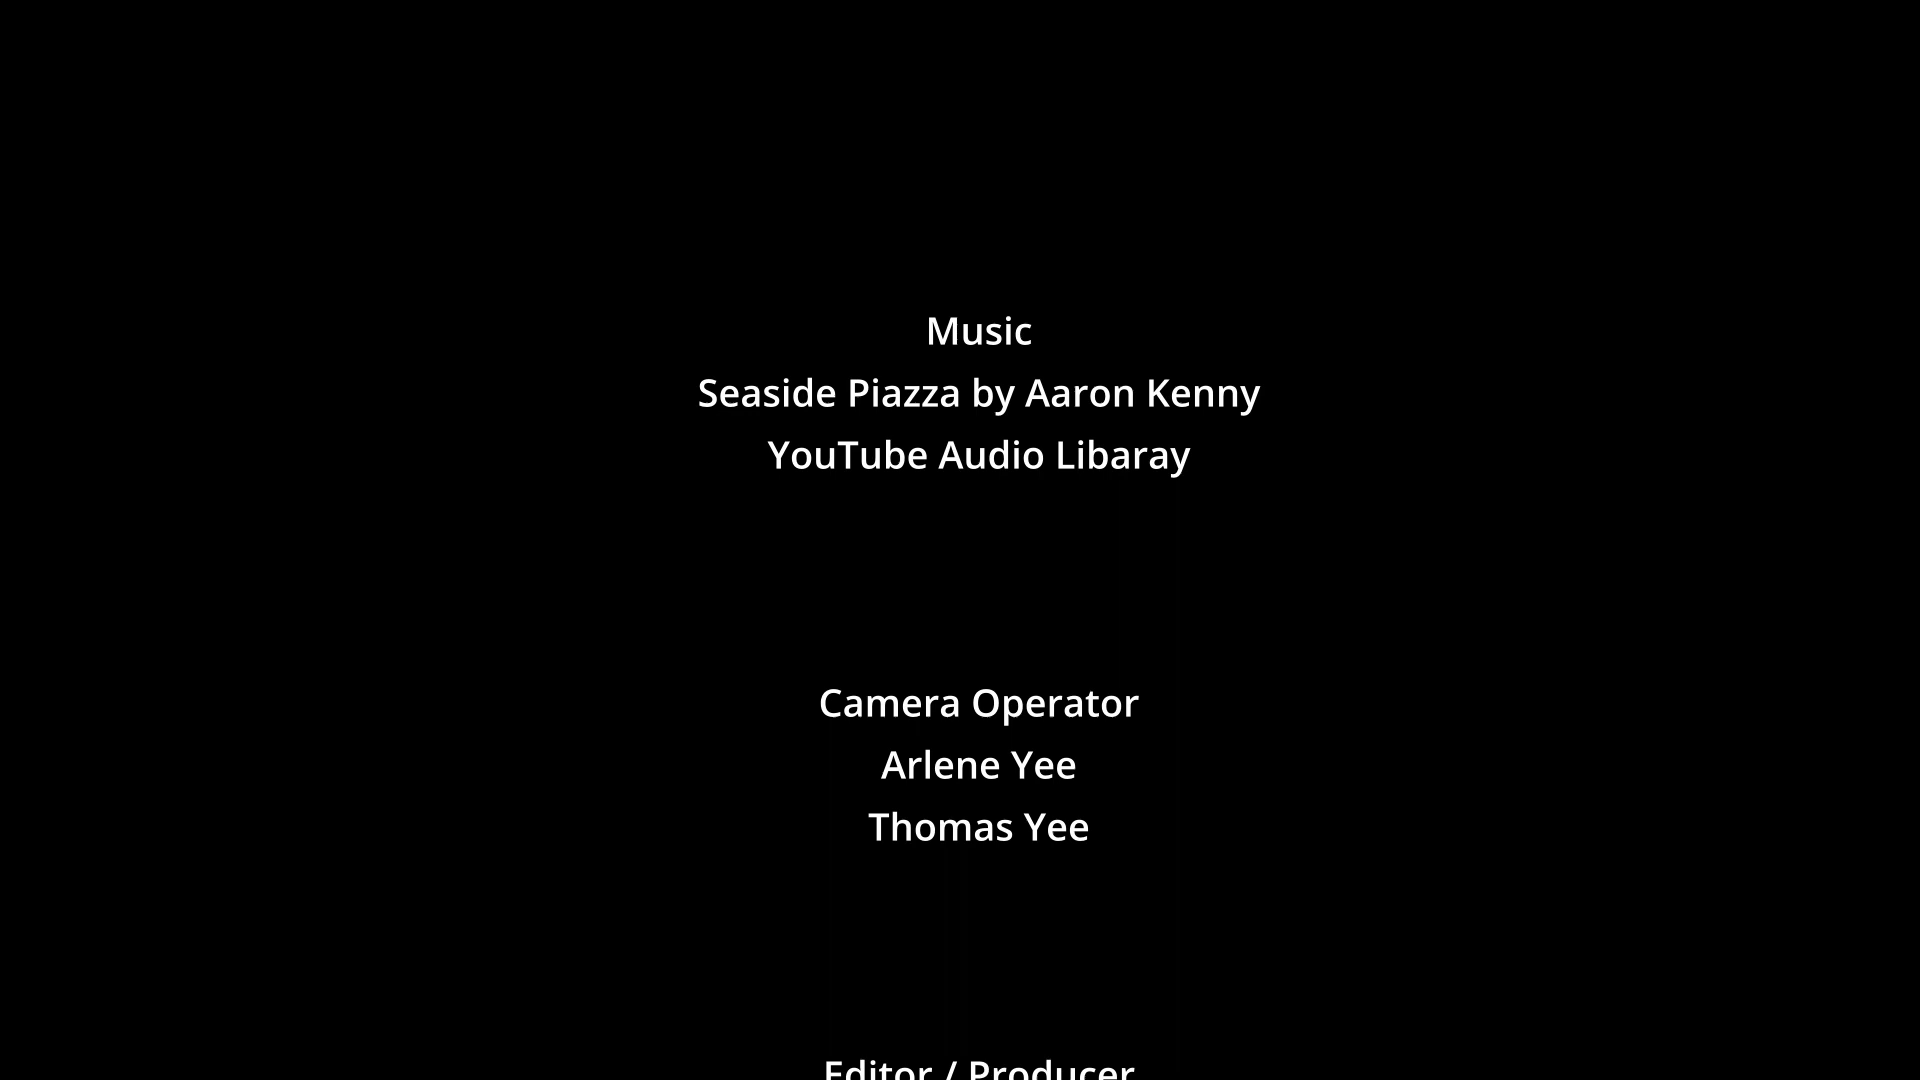 Music
Seaside Piazza by Aaron Kenny
YouTube Audio Libaray
Camera Operator
Arlene Yee
Thomas Yee
Editor / Producer